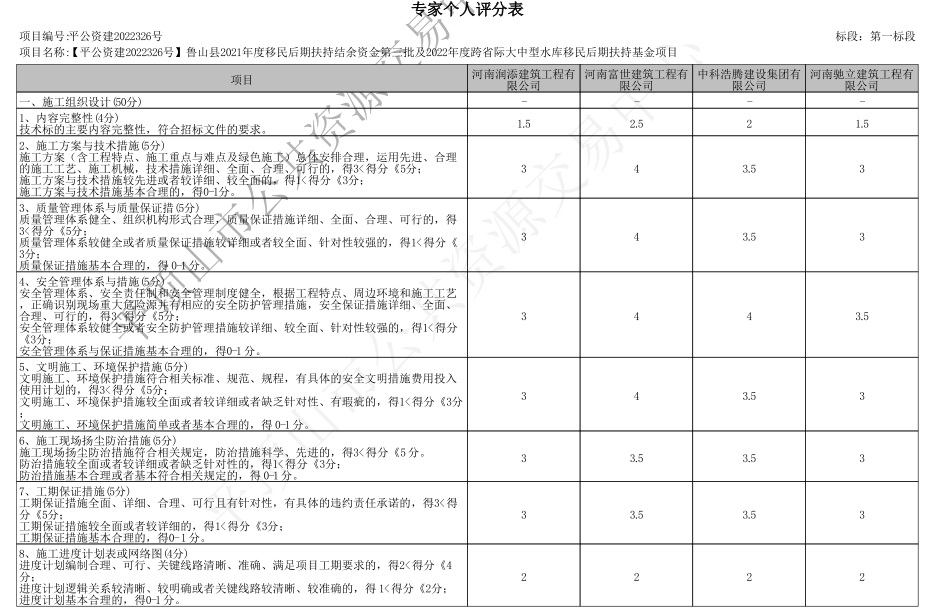 专家个人评分表
项目编号:平公资建2022326号 标段：第一标段
项目名称:【平公资建2022326号】鲁山县2021年度移民后期扶持结余资金第二批及2022年度跨省际大中型水库移民后期扶持基金项目
项目 河南润添建筑工程有限公司 河南富世建筑工程有限公司 中科浩腾建设集团有限公司 河南驰立建筑工程有限公司
一、施工组织设计(50分) - - - -
1、内容完整性(4分)
技术标的主要内容完整性，符合招标文件的要求。
1.5 2.5 2 1.5
2、施工方案与技术措施(5分)
施工方案（含工程特点、施工重点与难点及绿色施工）总体安排合理，运用先进、合理
的施工工艺、施工机械，技术措施详细、全面、合理、可行的，得3<得分《5分；
施工方案与技术措施较先进或者较详细、较全面的，得1<得分《3分；
施工方案与技术措施基本合理的，得0-1分。
3 4 3.5 3
3、质量管理体系与质量保证措(5分)
质量管理体系健全、组织机构形式合理，质量保证措施详细、全面、合理、可行的，得
3<得分《5分；
质量管理体系较健全或者质量保证措施较详细或者较全面、针对性较强的，得1<得分《
3分；
质量保证措施基本合理的，得 0-1 分。
3 4 3.5 3
4、安全管理体系与措施(5分)
安全管理体系、安全责任制和安全管理制度健全，根据工程特点、周边环境和施工工艺
，正确识别现场重大危险源并有相应的安全防护管理措施，安全保证措施详细、全面、
合理、可行的，得3<得分《5分；
安全管理体系较健全或者安全防护管理措施较详细、较全面、针对性较强的，得1<得分
《3分；
安全管理体系与保证措施基本合理的，得0-1 分。
3 4 4 3.5
5、文明施工、环境保护措施(5分)
文明施工、环境保护措施符合相关标准、规范、规程，有具体的安全文明措施费用投入
使用计划的，得3<得分《5分；
文明施工、环境保护措施较全面或者较详细或者缺乏针对性、有瑕疵的，得1<得分《3分
；
文明施工、环境保护措施简单或者基本合理的，得 0-1 分。
3 4 3.5 3
6、施工现场扬尘防治措施(5分)
施工现场扬尘防治措施符合相关规定，防治措施科学、先进的，得3<得分《5 分。
防治措施较全面或者较详细或者缺乏针对性的，得1<得分《3分；
防治措施基本合理或者基本符合相关规定的，得 0-1 分。
3 3.5 3.5 3
7、工期保证措施(5分)
工期保证措施全面、详细、合理、可行且有针对性，有具体的违约责任承诺的，得3<得
分《5分；
工期保证措施较全面或者较详细的，得1<得分《3分；
工期保证措施基本合理的，得0-1 分。
3 3.5 3.5 3
8、施工进度计划表或网络图(4分)
进度计划编制合理、可行、关键线路清晰、准确、满足项目工期要求的，得2<得分《4
分；
进度计划逻辑关系较清晰、较明确或者关键线路较清晰、较准确的，得 1<得分《2分；
进度计划基本合理的，得0-1 分。
2 2 2 2
平顶山市公共资源交易中心
平顶山市公共资源交易中心